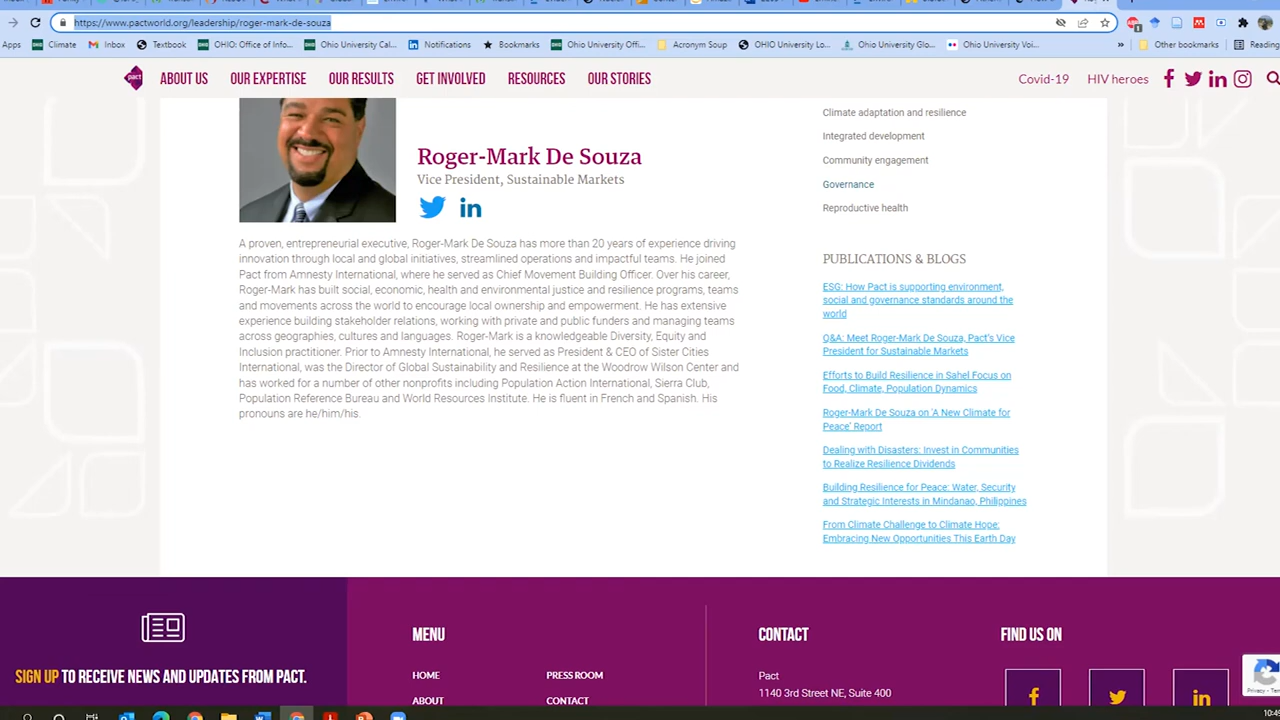 https://www.pactworld.org/leadership/roger-mark-de-souza
Apps Climate Inbox Textbook OHIO: Office of Info... Ohio University Cal... Notifications Bookmarks Ohio University Offi... Acronym Soup OHIO University Lo... Ohio University Glo... Ohio University Voi... » Other bookmarks Reading
pact ABOUT US OUR EXPERTISE OUR RESULTS GET INVOLVED RESOURCES OUR STORIES Covid-19 HIV heroes
Roger-Mark De Souza
Vice President, Sustainable Markets
A proven, entrepreneurial executive, Roger-Mark De Souza has more than 20 years of experience driving
innovation through local and global initiatives, streamlined operations and impactful teams. He joined
Pact from Amnesty International, where he served as Chief Movement Building Officer. Over his career,
Roger-Mark has built social, economic, health and environmental justice and resilience programs, teams
and movements across the world to encourage local ownership and empowerment. He has extensive
experience building stakeholder relations, working with private and public funders and managing teams
across geographies, cultures and languages. Roger-Mark is a knowledgeable Diversity, Equity and
Inclusion practitioner. Prior to Amnesty International, he served as President & CEO of Sister Cities
International, was the Director of Global Sustainability and Resilience at the Woodrow Wilson Center and
has worked for a number of other nonprofits including Population Action International, Sierra Club,
Population Reference Bureau and World Resources Institute. He is fluent in French and Spanish. His
pronouns are he/him/his.
Climate adaptation and resilience
Integrated development
Community engagement
Governance
Reproductive health
PUBLICATIONS & BLOGS
ESG: How Pact is supporting environment,
social and governance standards around the
world
Q&A: Meet Roger-Mark De Souza, Pact's Vice
President for Sustainable Markets
Efforts to Build Resilience in Sahel Focus on
Food, Climate, Population Dynamics
Roger-Mark De Souza on 'A New Climate for
Peace' Report
Dealing with Disasters: Invest in Communities
to Realize Resilience Dividends
Building Resilience for Peace: Water, Security
and Strategic Interests in Mindanao, Philippines
From Climate Challenge to Climate Hope:
Embracing New Opportunities This Earth Day
SIGN UP TO RECEIVE NEWS AND UPDATES FROM PACT.
MENU
HOME PRESS ROOM
ABOUT CONTACT
CONTACT
Pact
1140 3rd Street NE, Suite 400
FIND US ON
Privacy - Ter
10:49